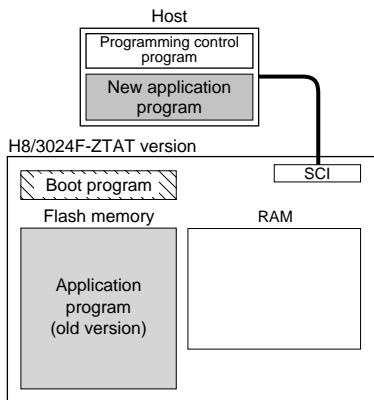 Host
Programming control
program
New application
program
H8/3024F-ZTAT version
SCI
Boot program
Flash memory
RAM
Application
program
(old version)